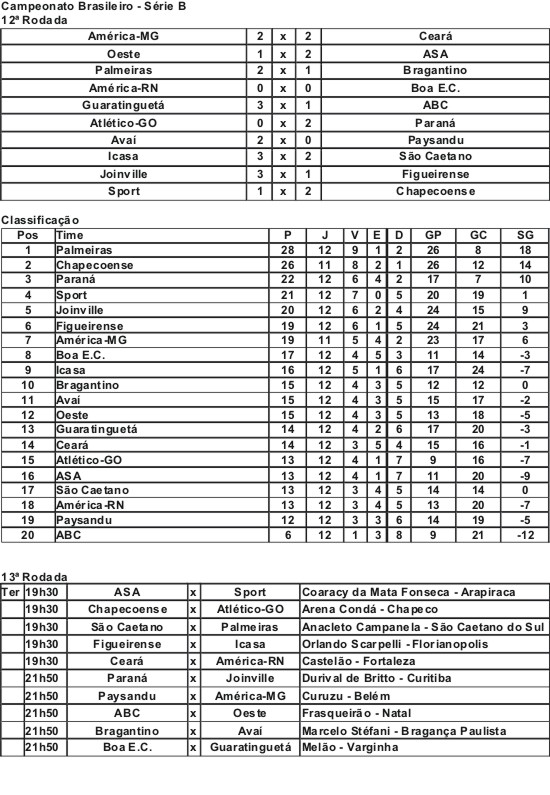 Campeonato Brasileiro - Série B
12ª Rodada
América-MG 2 x 2 Ceará
Oeste 1 x 2 ASA
Palmeiras 2 x 1 Bragantino
América-RN 0 x 0 Boa E.C.
Guaratinguetá 3 x 1 ABC
Atlético-GO 0 x 2 Paraná
Avaí 2 x 0 Paysandu
Icasa 3 x 2 São Caetano
Joinville 3 x 1 Figueirense
Sport 1 x 2 Chapecoense
Classificação
Pos Time P J V E D GP GC SG
1 Palmeiras 28 12 9 1 2 26 8 18
2 Chapecoense 26 11 8 2 1 26 12 14
3 Paraná 22 12 6 4 2 17 7 10
4 Sport 21 12 7 0 5 20 19 1
5 Joinville 20 12 6 2 4 24 15 9
6 Figueirense 19 12 6 1 5 24 21 3
7 América-MG 19 11 5 4 2 23 17 6
8 Boa E.C. 17 12 4 5 3 11 14 -3
9 Icasa 16 12 5 1 6 17 24 -7
10 Bragantino 15 12 4 3 5 12 12 0
11 Avaí 15 12 4 3 5 15 17 -2
12 Oeste 15 12 4 3 5 13 18 -5
13 Guaratinguetá 14 12 4 2 6 17 20 -3
14 Ceará 14 12 3 5 4 15 16 -1
15 Atlético-GO 13 12 4 1 7 9 16 -7
16 ASA 13 12 4 1 7 11 20 -9
17 São Caetano 13 12 3 4 5 14 14 0
18 América-RN 13 12 3 4 5 13 20 -7
19 Paysandu 12 12 3 3 6 14 19 -5
20 ABC 6 12 1 3 8 9 21 -12
13ª Rodada
Ter 19h30 ASA x Sport Coaracy da Mata Fonseca - Arapiraca
19h30 Chapecoense x Atlético-GO Arena Condá - Chapeco
19h30 São Caetano x Palmeiras Anacleto Campanela - São Caetano do Sul
19h30 Figueirense x Icasa Orlando Scarpelli - Florianopolis
19h30 Ceará x América-RN Castelão - Fortaleza
21h50 Paraná x Joinville Durival de Britto - Curitiba
21h50 Paysandu x América-MG Curuzu - Belém
21h50 ABC x Oeste Frasqueirão - Natal
21h50 Bragantino x Avaí Marcelo Stéfani - Bragança Paulista
21h50 Boa E.C. x Guaratinguetá Melão - Varginha